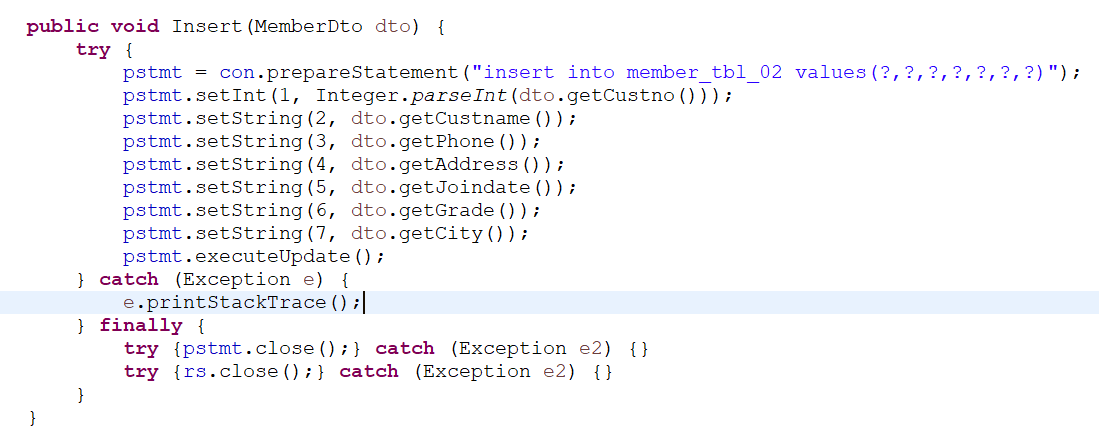 public void Insert(MemberDto dto) {
try {
pstmt = con.prepareStatement("insert into member_tbl_02 values(?,?,?,?,?,?,?)");
pstmt.setInt(1, Integer.parseInt(dto.getCustno()));
pstmt.setString(2, dto.getCustname());
pstmt.setString(3, dto.getPhone());
pstmt.setString(4, dto.getAddress());
pstmt.setString(5, dto.getJoindate());
pstmt.setString(6, dto.getGrade());
pstmt.setString(7, dto.getCity());
pstmt.executeUpdate();
} catch (Exception e) {
e.printStackTrace();
} finally {
try {pstmt.close();} catch (Exception e2) {}
try {rs.close();} catch (Exception e2) {}
}
}